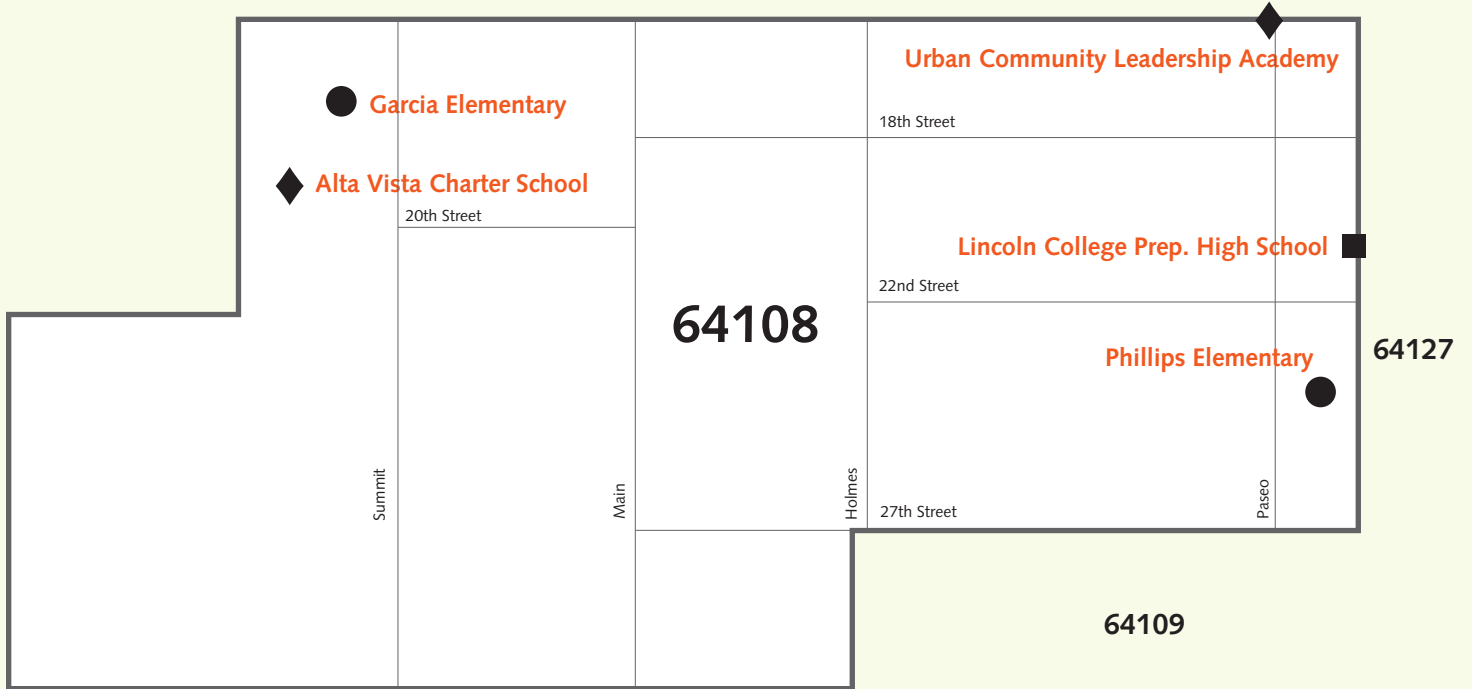 Urban Community Leadership Academy
Garcia Elementary
18th Street
Alta Vista Charter School
20th Street
Lincoln College Prep. High School
22nd Street
64108
64127
Phillips Elementary
Summit
Main
Holmes
Paseo
27th Street
64109